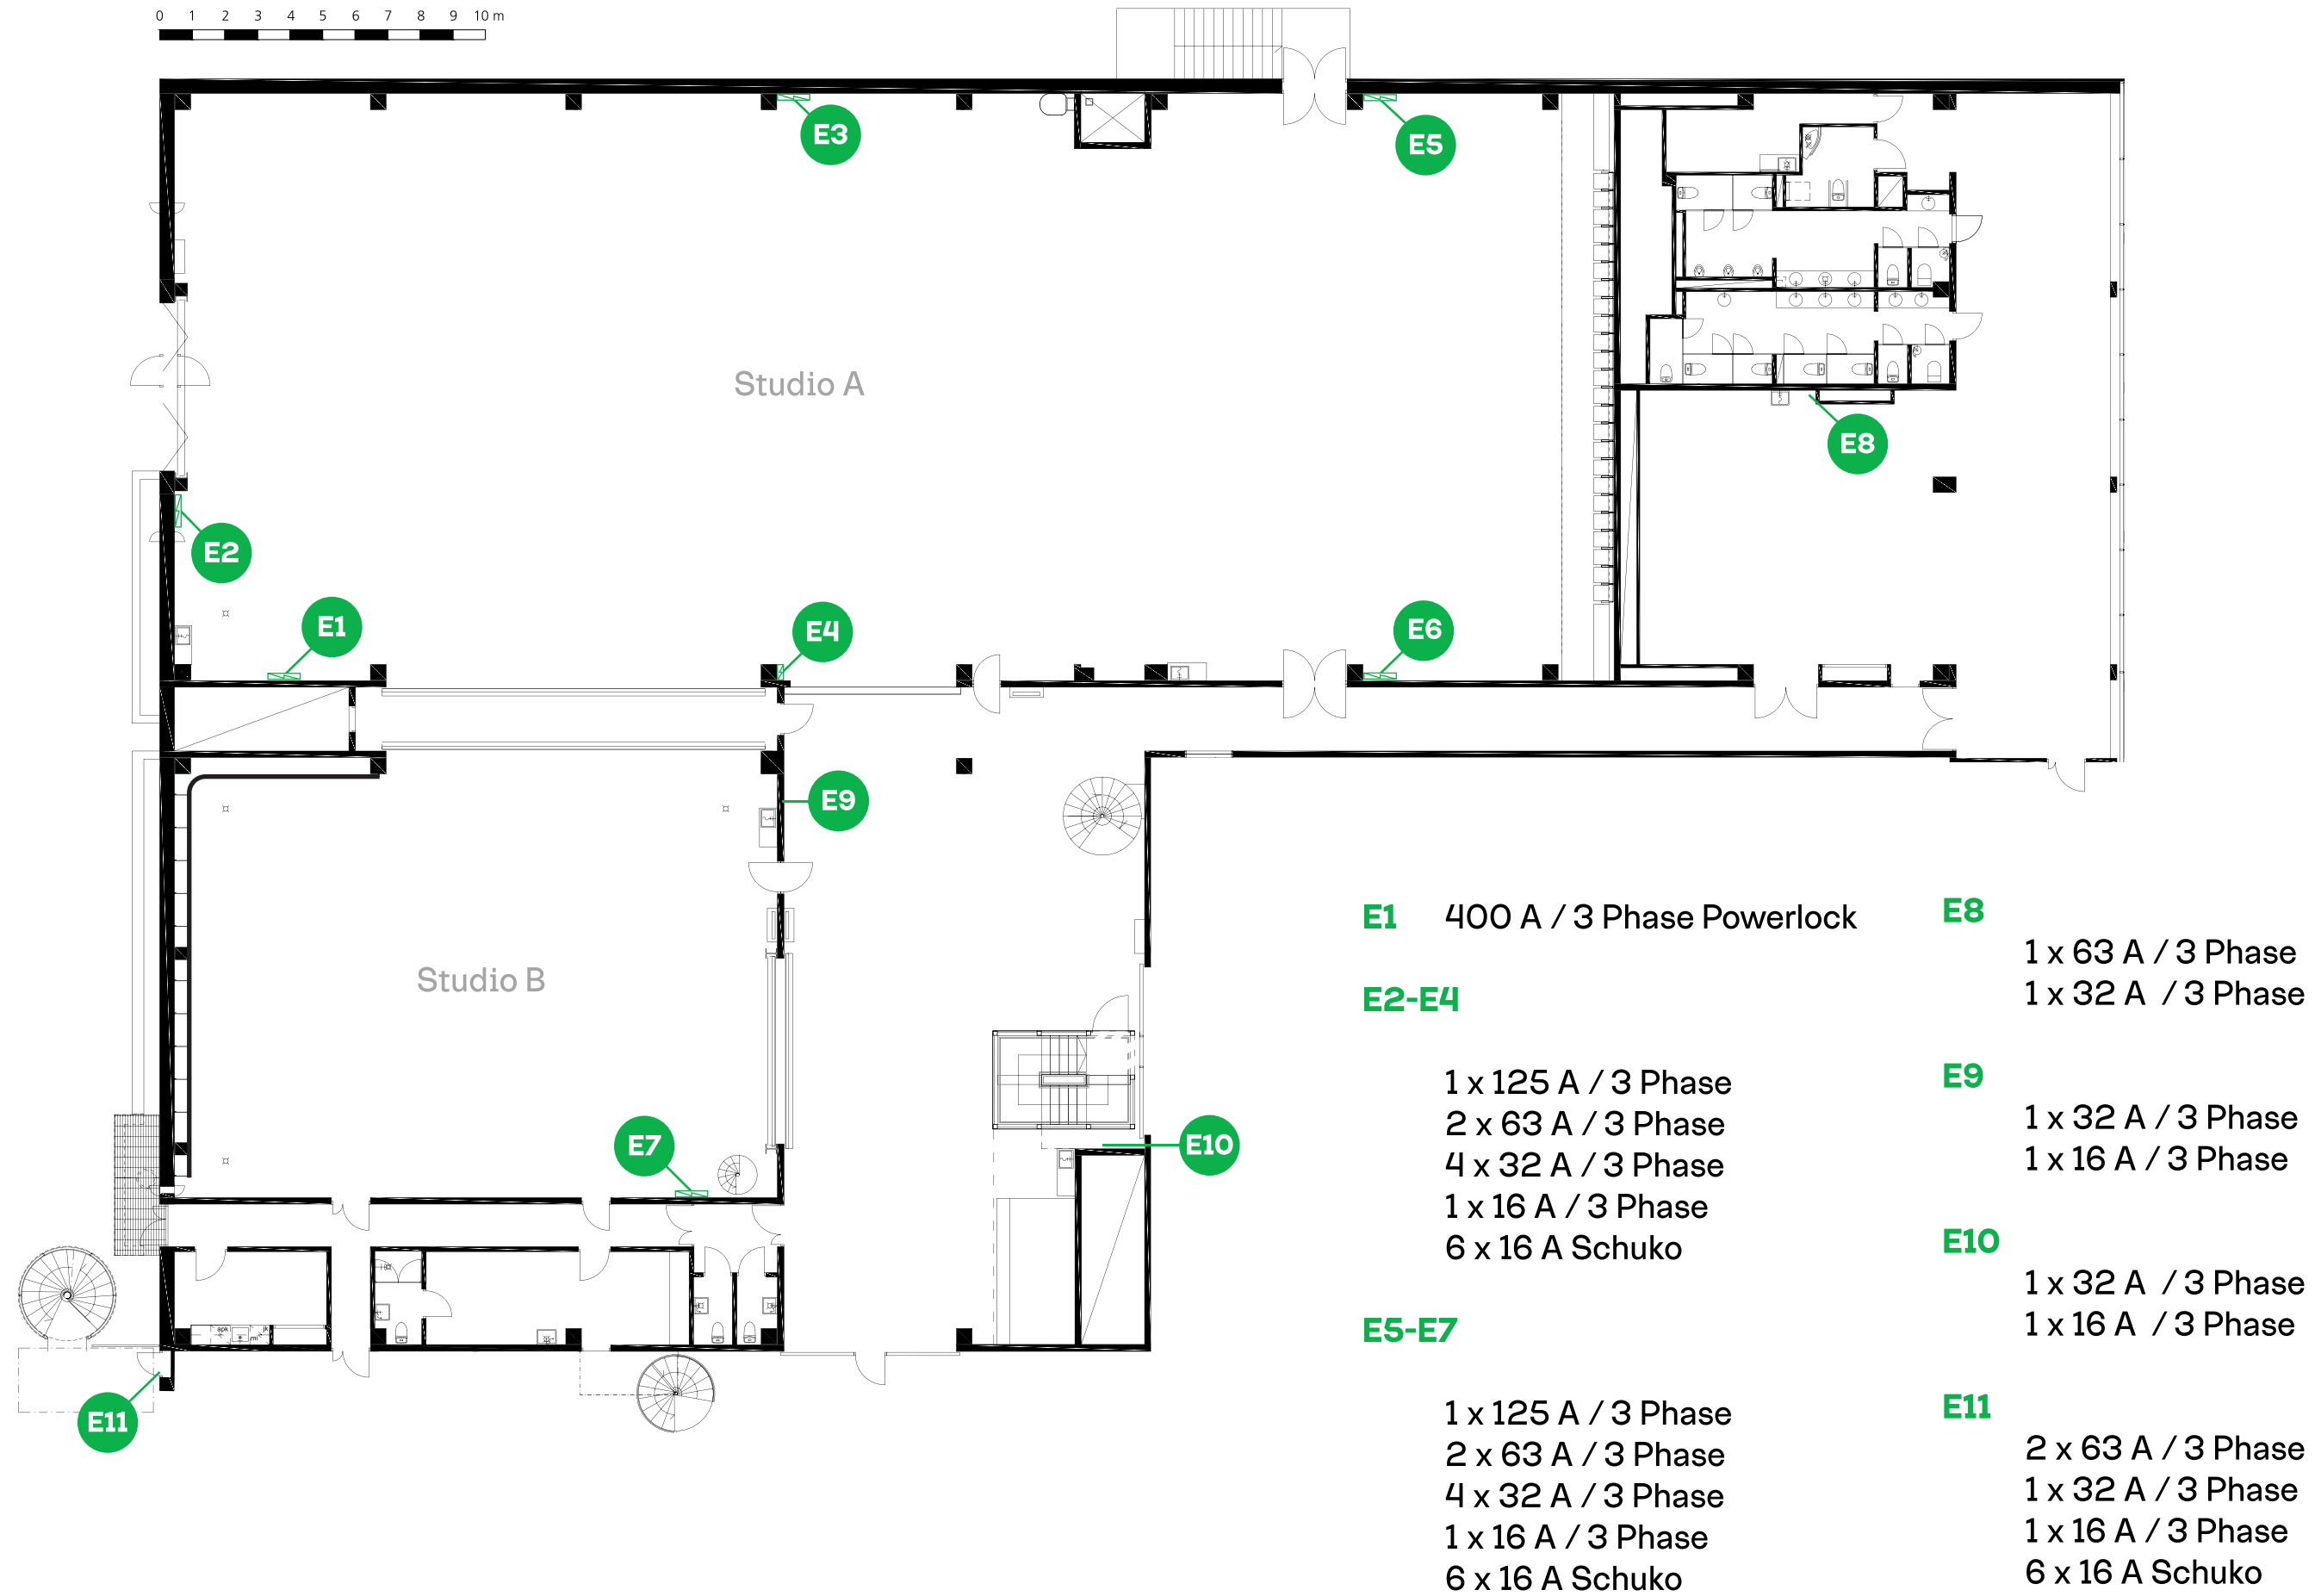 0 1 2 3 4 5 6 7 8 9 10 m
E3
E5
Studio A
E8
E2
E1
E4
E6
E9
Studio B
E7
E10
apk
jk
mi
E11
E1 400 A / 3 Phase Powerlock
E2-E4
1 x 125 A / 3 Phase
2 x 63 A / 3 Phase
4 x 32 A / 3 Phase
1 x 16 A / 3 Phase
6 x 16 A Schuko
E5-E7
1 x 125 A / 3 Phase
2 x 63 A / 3 Phase
4 x 32 A / 3 Phase
1 x 16 A / 3 Phase
6 x 16 A Schuko
E8
1 x 63 A / 3 Phase
1 x 32 A / 3 Phase
E9
1 x 32 A / 3 Phase
1 x 16 A / 3 Phase
E10
1 x 32 A / 3 Phase
1 x 16 A / 3 Phase
E11
2 x 63 A / 3 Phase
1 x 32 A / 3 Phase
1 x 16 A / 3 Phase
6 x 16 A Schuko